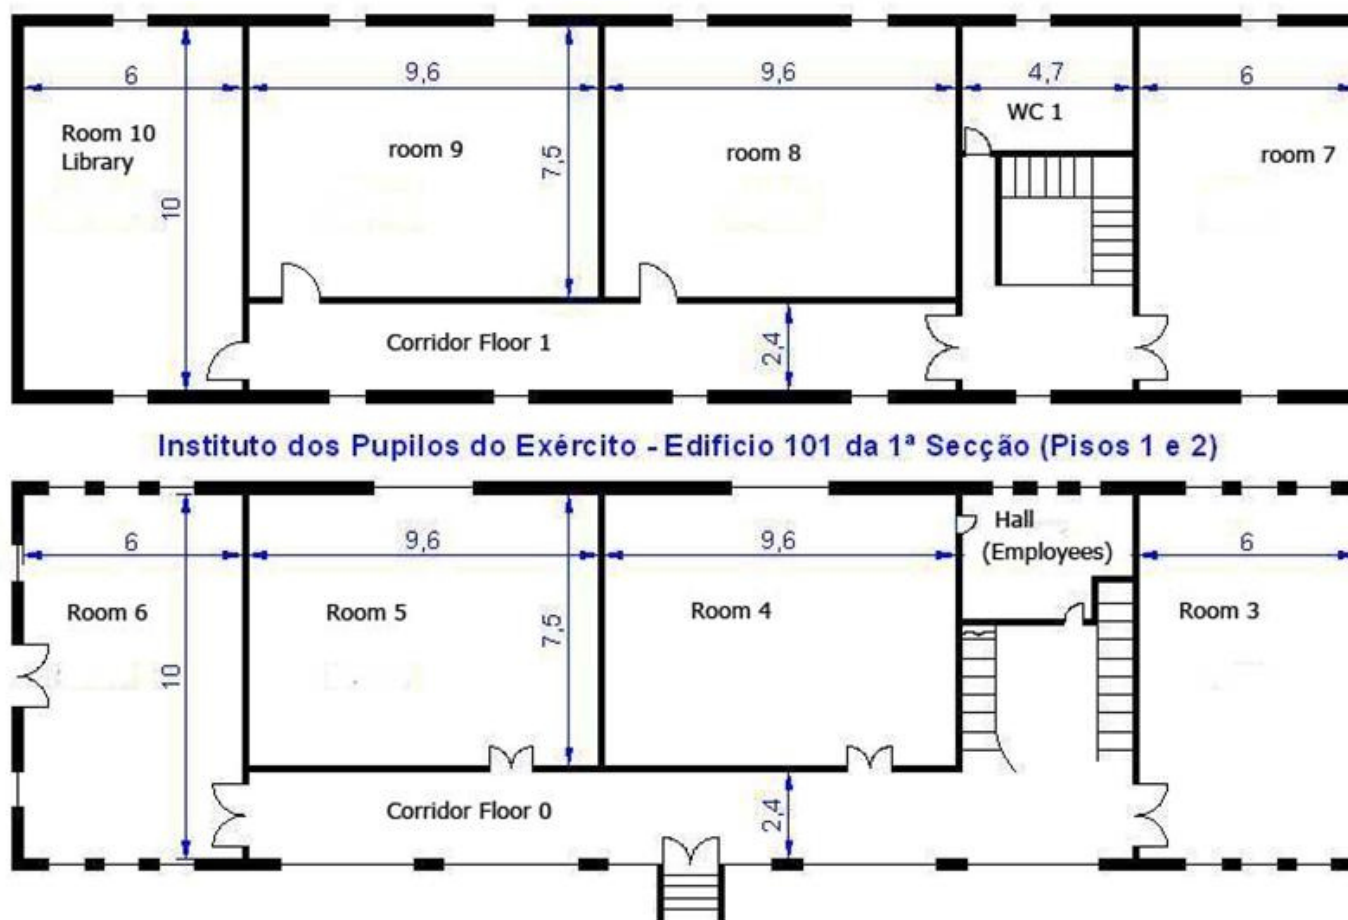 6
9,6
9,6
4,7
6
Room 10
Library
room 9
room 8
WC 1
room 7
7,5
10
Corridor Floor 1
2,4
Instituto dos Pupilos do Exército - Edificio 101 da 1ª Secção (Pisos 1 e 2)
6
9,6
9,6
Hall
(Employees)
6
Room 6
Room 5
Room 4
Room 3
7,5
10
Corridor Floor 0
2,4